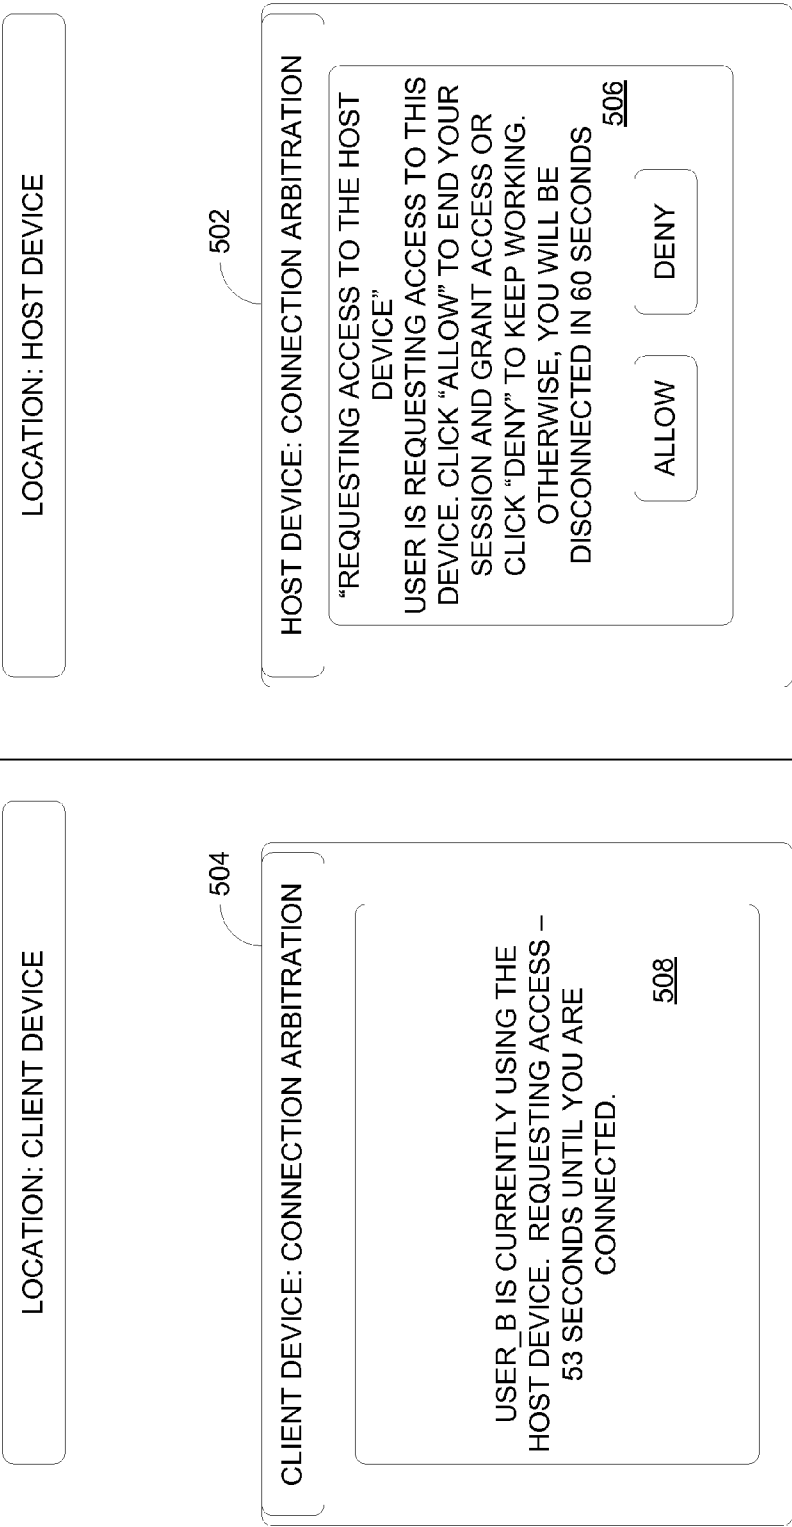 LOCATION: CLIENT DEVICE
504
CLIENT DEVICE: CONNECTION ARBITRATION
USER_B IS CURRENTLY USING THE
HOST DEVICE. REQUESTING ACCESS –
53 SECONDS UNTIL YOU ARE
CONNECTED.
508
LOCATION: HOST DEVICE
502
HOST DEVICE: CONNECTION ARBITRATION
“REQUESTING ACCESS TO THE HOST
DEVICE”
USER IS REQUESTING ACCESS TO THIS
DEVICE. CLICK “ALLOW” TO END YOUR
SESSION AND GRANT ACCESS OR
CLICK “DENY” TO KEEP WORKING.
OTHERWISE, YOU WILL BE
DISCONNECTED IN 60 SECONDS
506
ALLOW
DENY